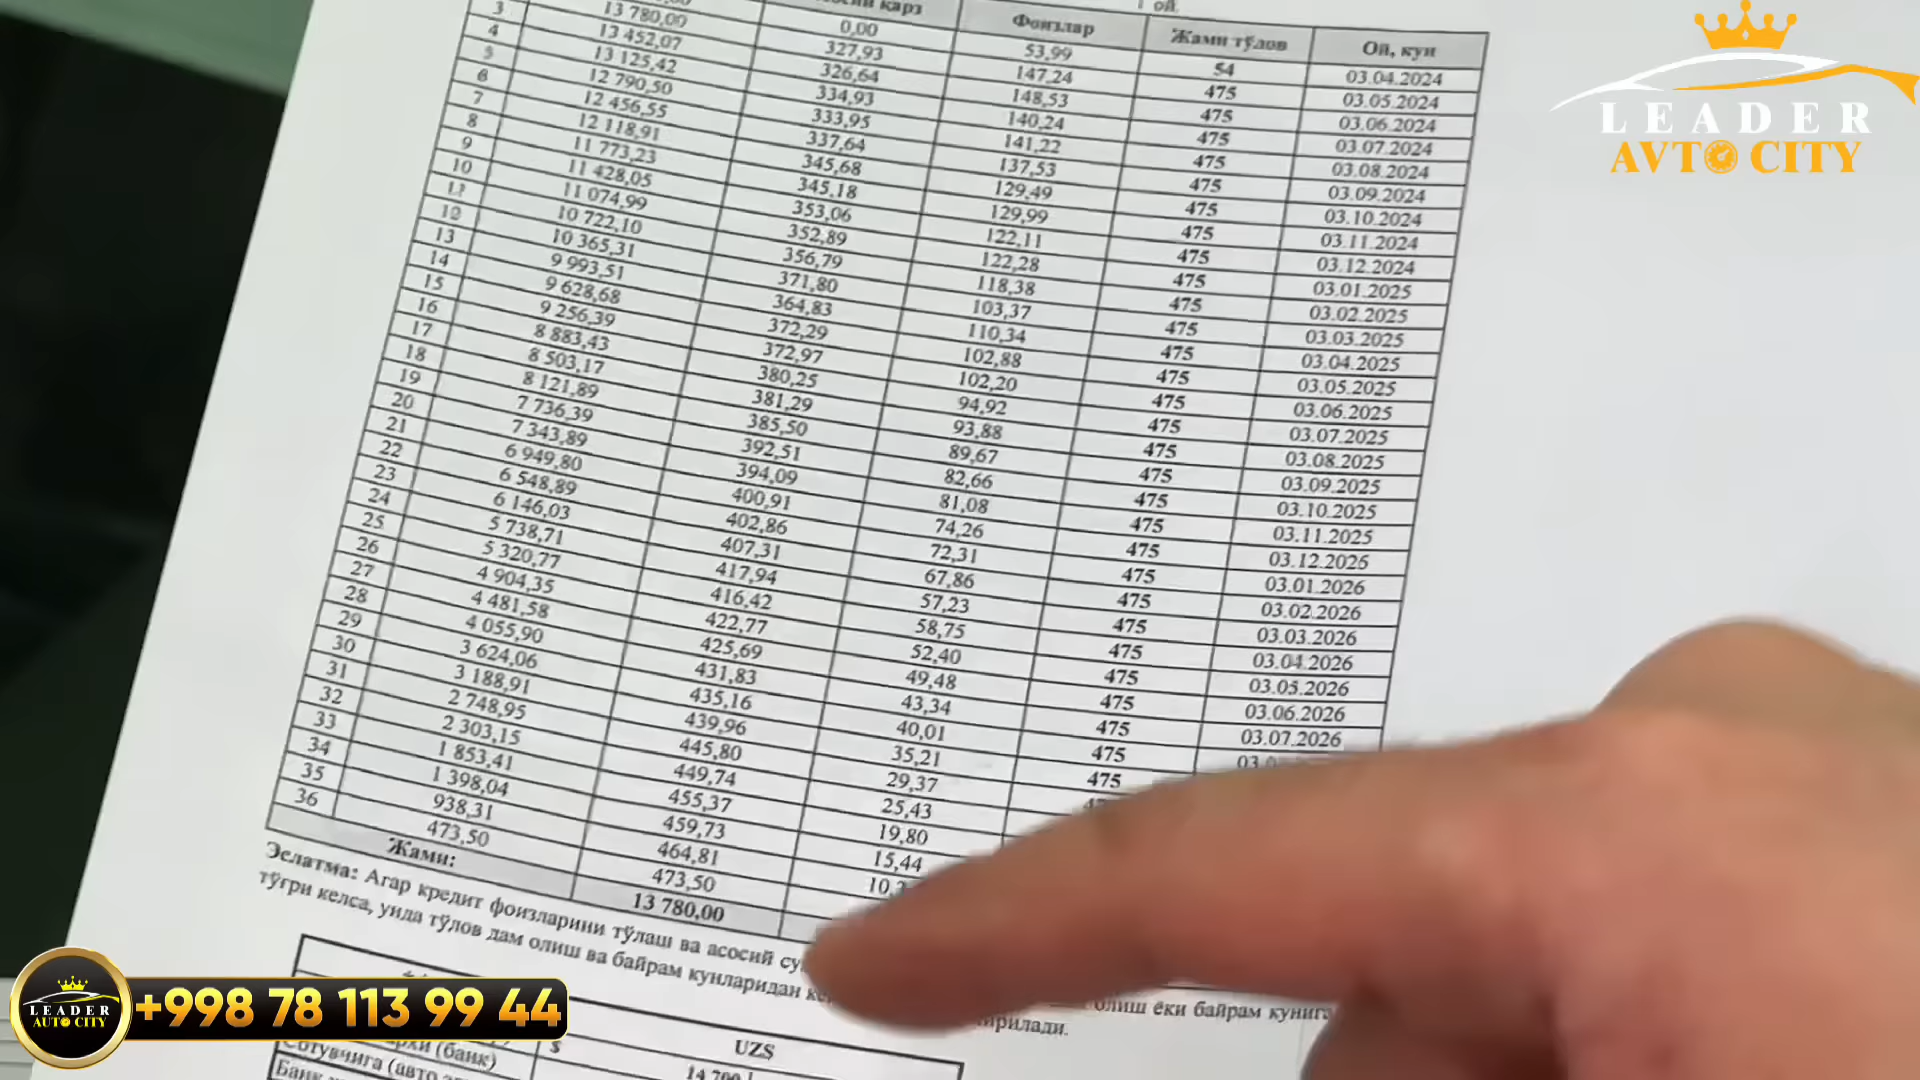 ой.
қарз Фоизлар Жами тўлов Ой, кун
0,00 53,99 54 03.04.2024
13 780,00 327,93 147,24 475 03.05.2024
3 13 452,07 326,64 148,53 475 03.06.2024
4 13 125,42 334,93 140,24 475 03.07.2024
5 12 790,50 333,95 141,22 475 03.08.2024
6 12 456,55 337,64 137,53 475 03.09.2024
7 12 118,91 345,68 129,49 475 03.10.2024
8 11 773,23 345,18 129,99 475 03.11.2024
9 11 428,05 353,06 122,11 475 03.12.2024
10 11 074,99 352,89 122,28 475 03.01.2025
11 10 722,10 356,79 118,38 475 03.02.2025
12 10 365,31 371,80 103,37 475 03.03.2025
13 9 993,51 364,83 110,34 475 03.04.2025
14 9 628,68 372,29 102,88 475 03.05.2025
15 9 256,39 372,97 102,20 475 03.06.2025
16 8 883,43 380,25 94,92 475 03.07.2025
17 8 503,17 381,29 93,88 475 03.08.2025
18 8 121,89 385,50 89,67 475 03.09.2025
19 7 736,39 392,51 82,66 475 03.10.2025
20 7 343,89 394,09 81,08 475 03.11.2025
21 6 949,80 400,91 74,26 475 03.12.2026
22 6 548,89 402,86 72,31 475 03.01.2026
23 6 146,03 407,31 67,86 475 03.02.2026
24 5 738,71 417,94 57,23 475 03.03.2026
25 5 320,77 416,42 58,75 475 03.04.2026
26 4 904,35 422,77 52,40 475 03.05.2026
27 4 481,58 425,69 49,48 475 03.06.2026
28 4 055,90 431,83 43,34 475 03.07.2026
29 3 624,06 435,16 40,01 475
30 3 188,91 439,96 35,21 475
31 2 748,95 445,80 29,37
32 2 303,15 449,74 25,43
33 1 853,41 455,37 19,80
34 1 398,04 459,73 15,44
35 938,31 464,81
36 473,50 473,50
Жами: 13 780,00
Эслатма: Агар кредит фоизларини тўлаш ва асосий олиш ёки байрам кунига
тўғри келса, унда тўлов дам олиш ва байрам кунларидан
$ UZS
(банк) 14 700
Сотувчига (авто
Банк
LEADER
AVTO CITY
LEADER
AUTO CITY
+998 78 113 99 44